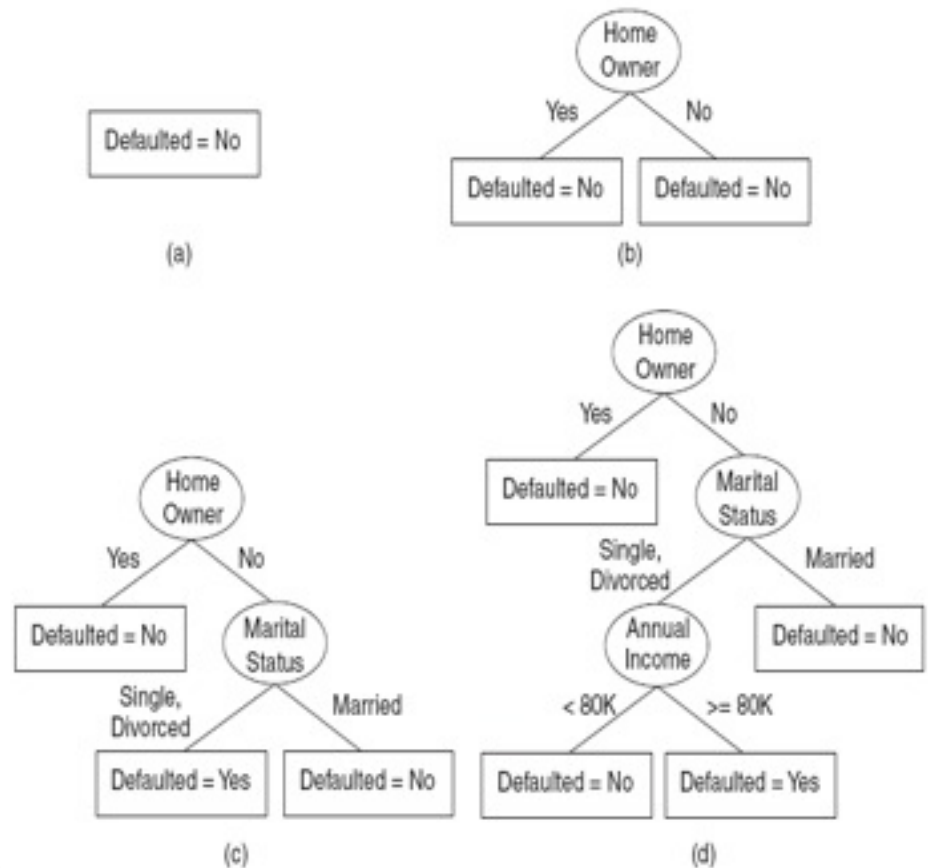 Defaulted = No
(a)
Home
Owner
Yes
No
Defaulted = No
Defaulted = No
(b)
Home
Owner
Yes
No
Defaulted = No
Marital
Status
Single,
Divorced
Married
Defaulted = Yes
Defaulted = No
(c)
Home
Owner
Yes
No
Defaulted = No
Marital
Status
Single,
Divorced
Married
Annual
Income
Defaulted = No
< 80K
>= 80K
Defaulted = No
Defaulted = Yes
(d)